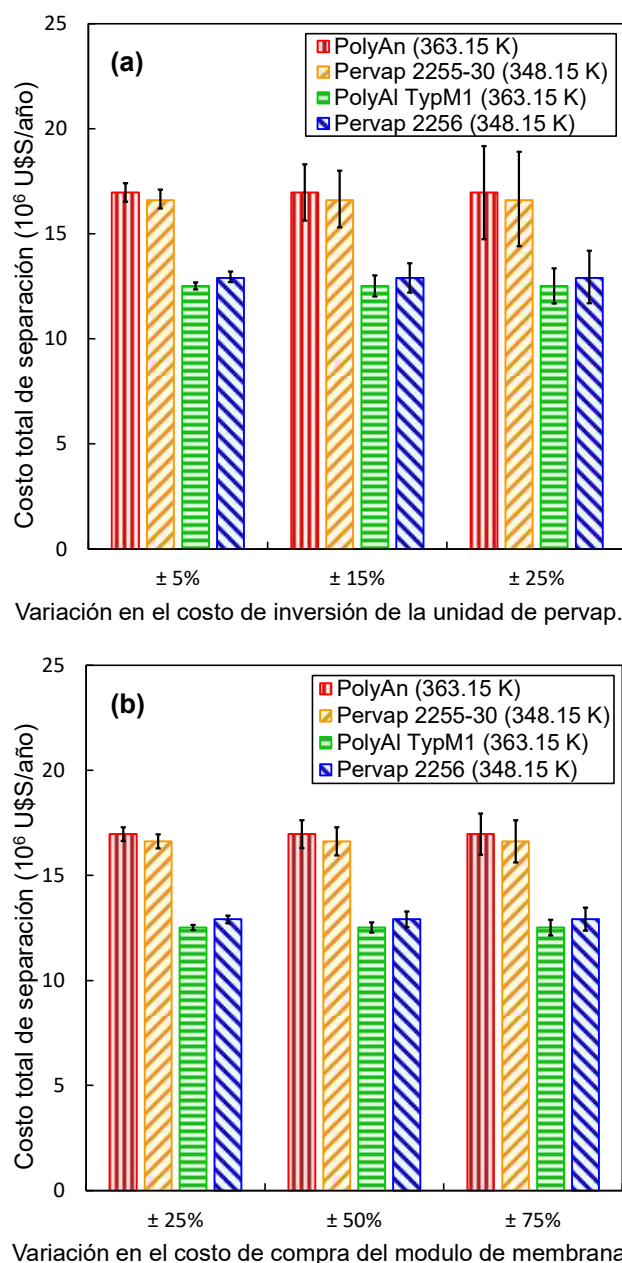 (a)
PolyAn (363.15 K)
Pervap 2255-30 (348.15 K)
PolyAl TypM1 (363.15 K)
Pervap 2256 (348.15 K)
Costo total de separación (10⁶ U$S/año)
25
20
15
10
5
0
± 5%
± 15%
± 25%
Variación en el costo de inversión de la unidad de pervap.
(b)
PolyAn (363.15 K)
Pervap 2255-30 (348.15 K)
PolyAl TypM1 (363.15 K)
Pervap 2256 (348.15 K)
Costo total de separación (10⁶ U$S/año)
25
20
15
10
5
0
± 25%
± 50%
± 75%
Variación en el costo de compra del modulo de membrana